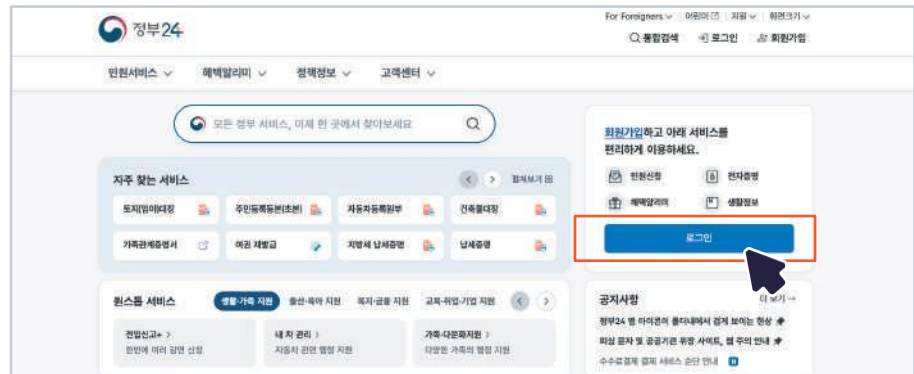 정부24
For Foreigners 어린이 지원 화면크기
통합검색 로그인 회원가입
민원서비스 혜택알리미 정책정보 고객센터
모든 정부 서비스, 이제 한 곳에서 찾아보세요
회원가입하고 아래 서비스를
편리하게 이용하세요.
민원신청 전자증명
혜택알리미 생활정보
로그인
자주 찾는 서비스 펼쳐보기
토지(임야)대장 주민등록등본(초본) 자동차등록원부 건축물대장
가족관계증명서 여권 재발급 지방세 납세증명 납세증명
원스톱 서비스 생활·가족 지원 출산·육아 지원 복지·금융 지원 교육·취업·기업 지원
전입신고+ 내 차 관리 가족·다문화지원
한번에 여러 감면 신청 자동차 관련 행정 지원 다양한 가족의 행정 지원
공지사항 더 보기
정부24 앱 아이콘이 폴더내에서 검게 보이는 현상
피싱 문자 및 공공기관 위장 사이트, 웹 주의 안내
수수료결제 결제 서비스 순단 안내 N